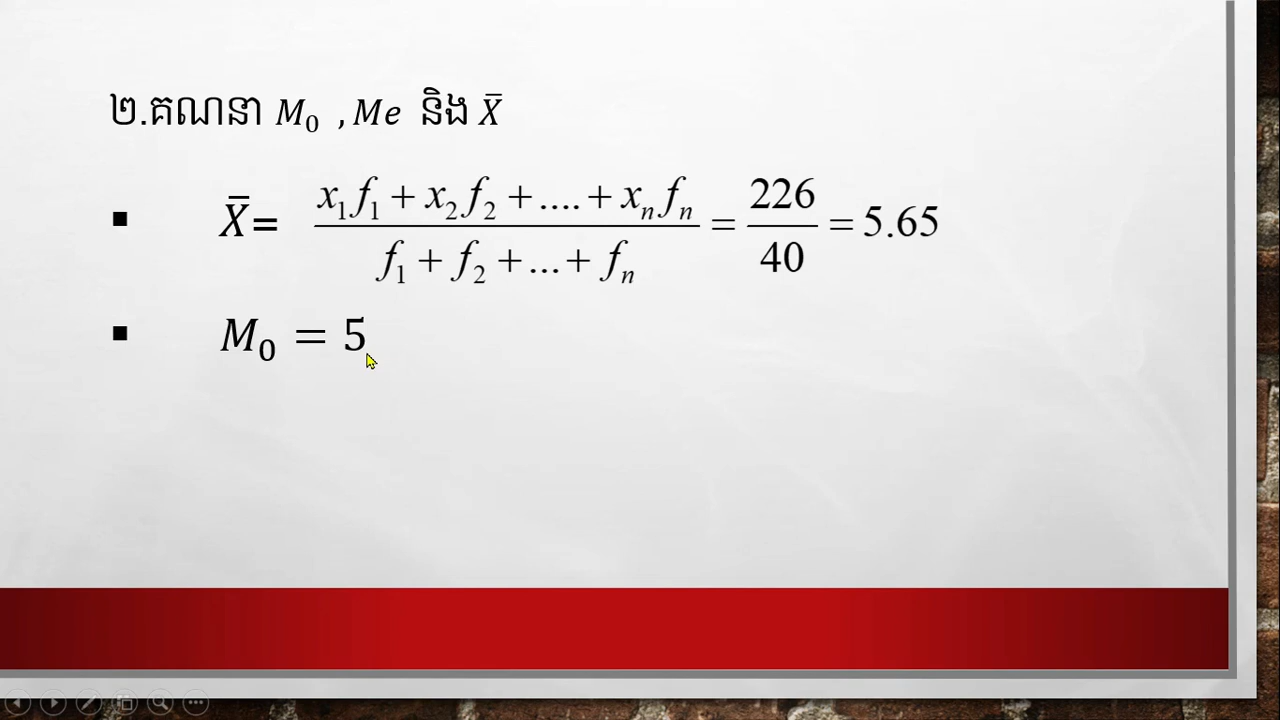 ២.គណនា M₀ , Me និង X̄
▪ X̄= (x₁f₁ + x₂f₂ + .... + xₙfₙ) / (f₁ + f₂ + ... + fₙ) = 226/40 = 5.65
▪ M₀ = 5